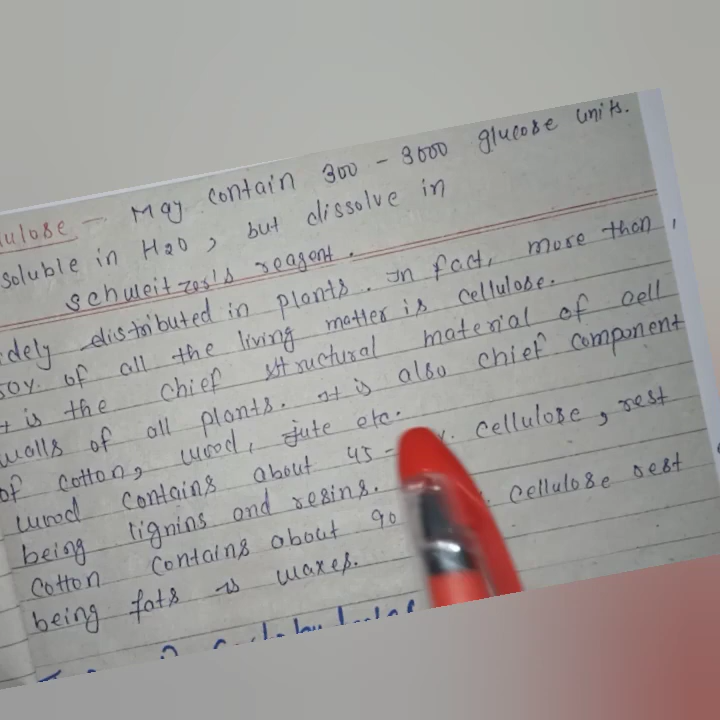 ulose - May contain 300 - 3000 glucose units.
soluble in H2O, but dissolve in
schweitzer's reagent.
idely distributed in plants. In fact, more than
50%. of all the living matter is cellulose.
t is the chief structural material of cell
walls of all plants. It is also chief component
of cotton, wood, jute etc.
wood contains about 45 - %. cellulose, rest
being lignins and resins.
cotton contains about 90 %. cellulose rest
being fats & waxes.